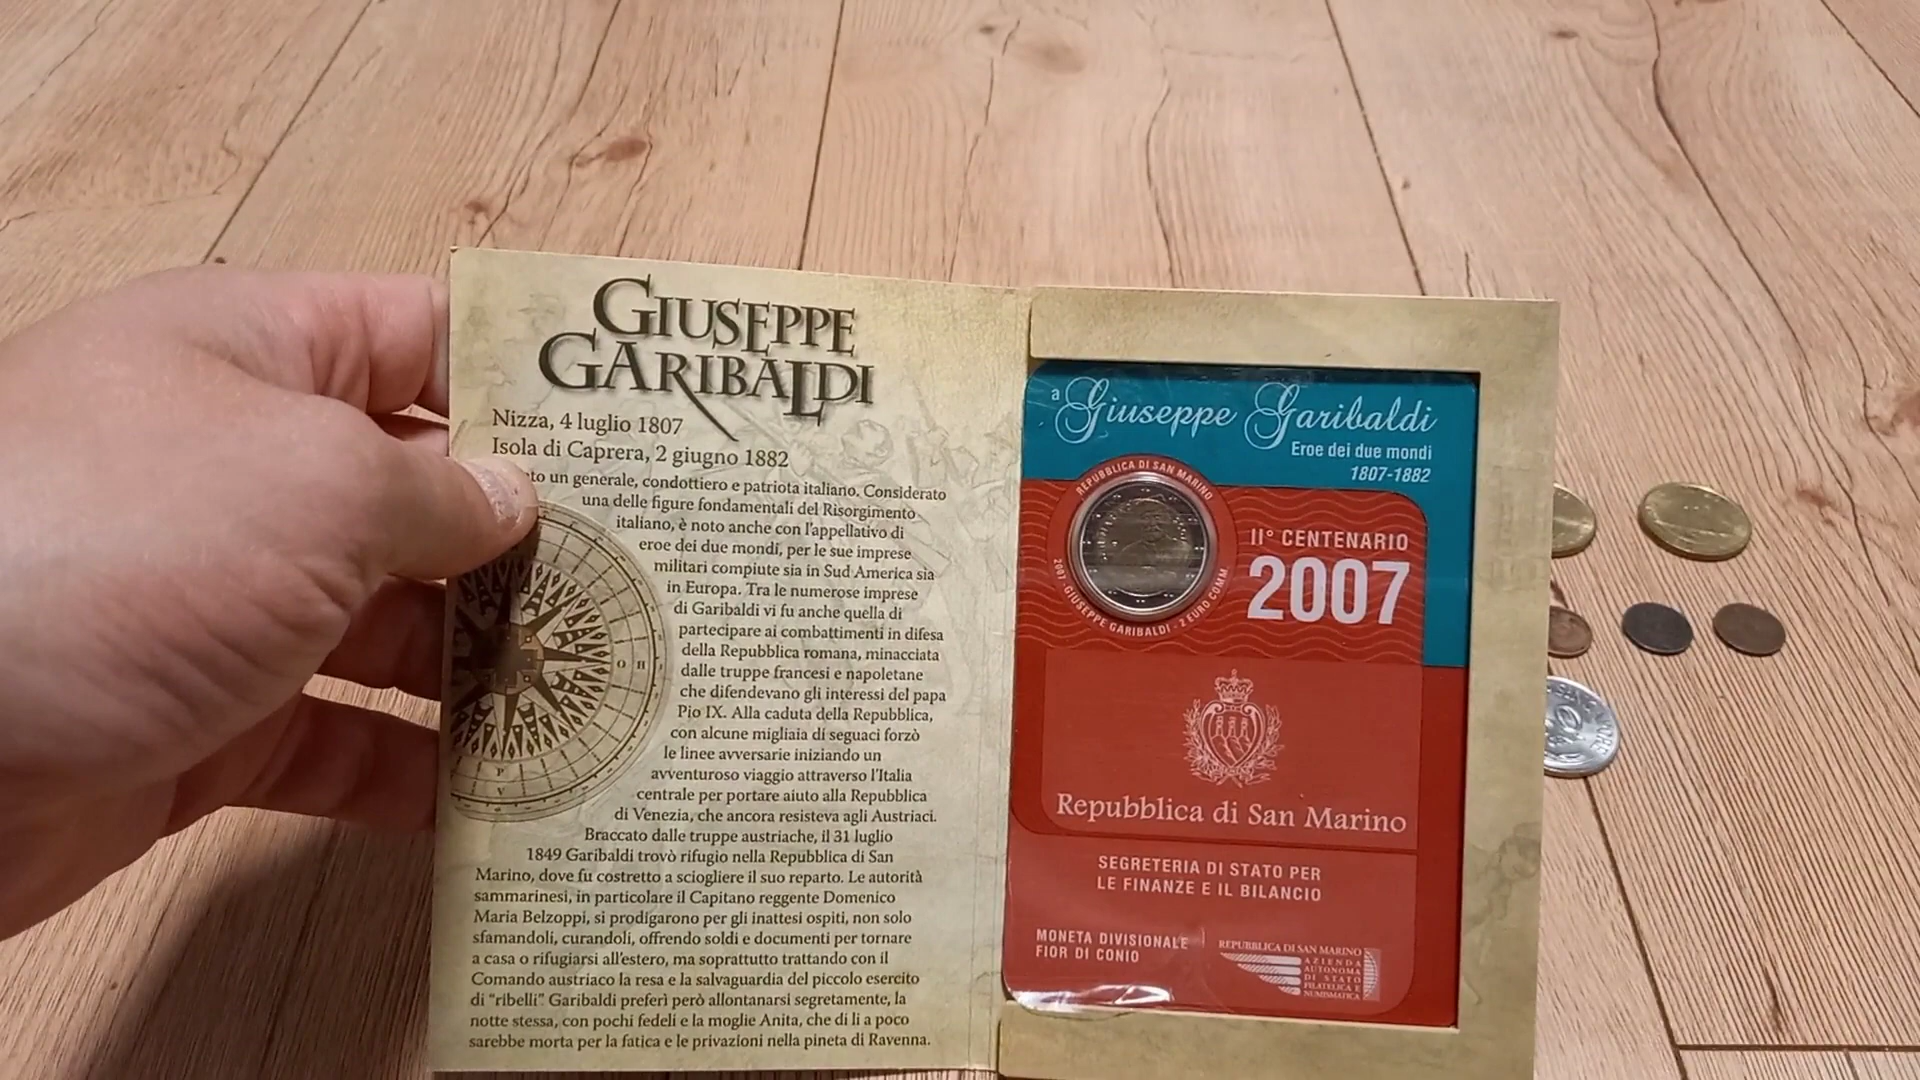 GIUSEPPE
GARIBALDI
Nizza, 4 luglio 1807
Isola di Caprera, 2 giugno 1882
un generale, condottiero e patriota italiano. Considerato
una delle figure fondamentali del Risorgimento
italiano, è noto anche con l'appellativo di
eroe dei due mondi, per le sue imprese
militari compiute sia in Sud America sia
in Europa. Tra le numerose imprese
di Garibaldi vi fu anche quella di
partecipare ai combattimenti in difesa
della Repubblica romana, minacciata
dalle truppe francesi e napoletane
che difendevano gli interessi del papa
Pio IX. Alla caduta della Repubblica,
con alcune migliaia di seguaci forzò
le linee avversarie iniziando un
avventuroso viaggio attraverso l'Italia
centrale per portare aiuto alla Repubblica
di Venezia, che ancora resisteva agli Austriaci.
Braccato dalle truppe austriache, il 31 luglio
1849 Garibaldi trovò rifugio nella Repubblica di San
Marino, dove fu costretto a sciogliere il suo reparto. Le autorità
sammarinesi, in particolare il Capitano reggente Domenico
Maria Belzoppi, si prodigarono per gli inattesi ospiti, non solo
sfamandoli, curandoli, offrendo soldi e documenti per tornare
a casa o rifugiarsi all'estero, ma soprattutto trattando con il
Comando austriaco la resa e la salvaguardia del piccolo esercito
di "ribelli". Garibaldi preferì però allontanarsi segretamente, la
notte stessa, con pochi fedeli e la moglie Anita, che di lì a poco
sarebbe morta per la fatica e le privazioni nella pineta di Ravenna.
O
H
P
V
a Giuseppe Garibaldi
Eroe dei due mondi
1807-1882
REPUBBLICA DI SAN MARINO
2007 - GIUSEPPE GARIBALDI - 2 EURO COMM
II° CENTENARIO
2007
Repubblica di San Marino
SEGRETERIA DI STATO PER
LE FINANZE E IL BILANCIO
MONETA DIVISIONALE
FIOR DI CONIO
REPUBBLICA DI SAN MARINO
AZIENDA
AUTONOMA
DI STATO
FILATELICA E
NUMISMATICA